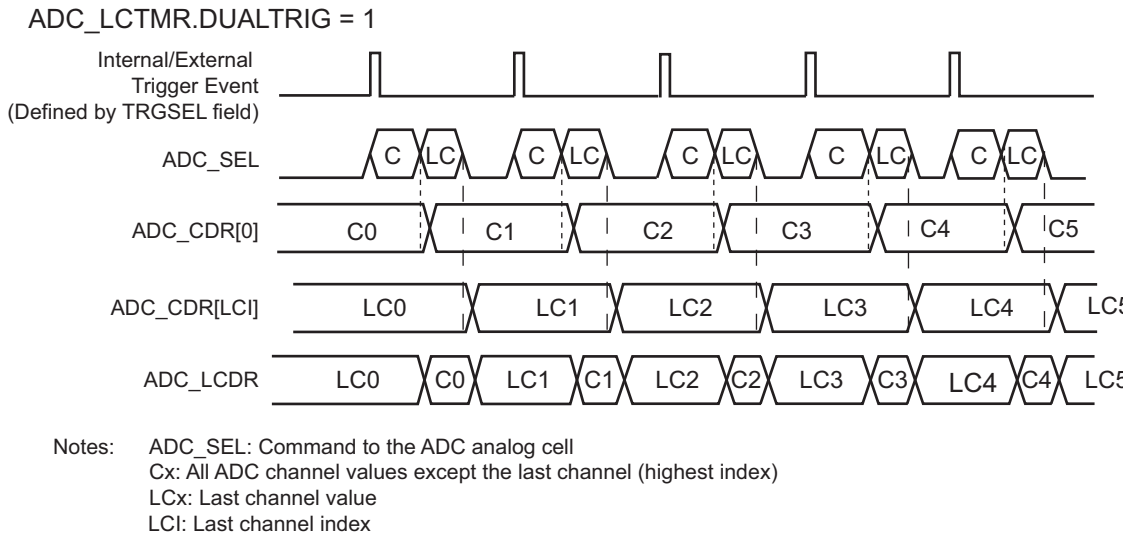 ADC_LCTMR.DUALTRIG = 1
Internal/External
Trigger Event
(Defined by TRGSEL field)
ADC_SEL C LC C LC C LC C LC C LC
ADC_CDR[0] C0 C1 C2 C3 C4 C5
ADC_CDR[LCI] LC0 LC1 LC2 LC3 LC4 LC5
ADC_LCDR LC0 C0 LC1 C1 LC2 C2 LC3 C3 LC4 C4 LC5
Notes: ADC_SEL: Command to the ADC analog cell
Cx: All ADC channel values except the last channel (highest index)
LCx: Last channel value
LCI: Last channel index